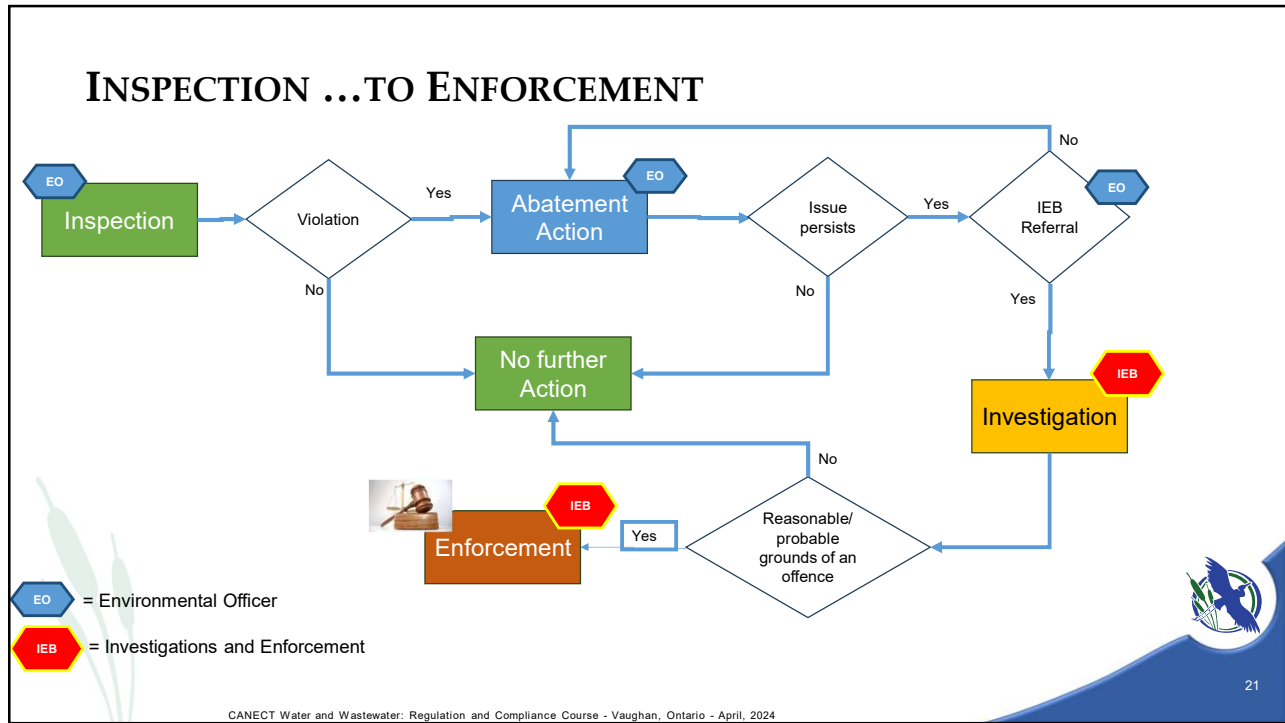 INSPECTION ...TO ENFORCEMENT
No
EO
EO
EO
Inspection
Violation
Yes
Abatement
Action
Issue
persists
Yes
IEB
Referral
No
No
Yes
No further
Action
IEB
Investigation
No
IEB
Enforcement
Yes
Reasonable/
probable
grounds of an
offence
EO = Environmental Officer
IEB = Investigations and Enforcement
21
CANECT Water and Wastewater: Regulation and Compliance Course - Vaughan, Ontario - April, 2024